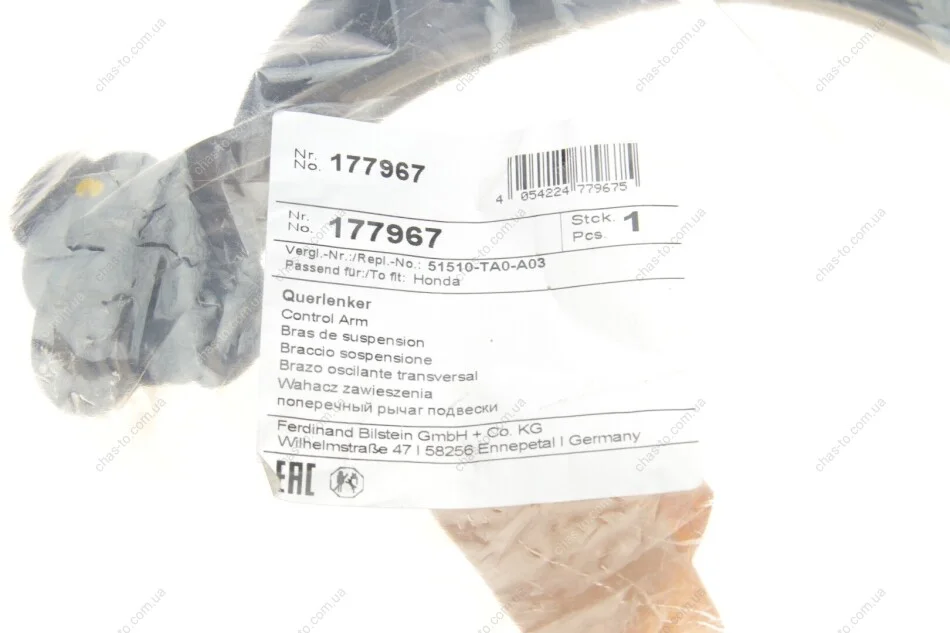 Nr.
No. 177967
4 054224 779675
Nr.
No. 177967
Stck.
Pcs. 1
Vergl.-Nr.:/Repl.-No.: 51510-TA0-A03
Passend für:/To fit: Honda
Querlenker
Control Arm
Bras de suspension
Braccio sospensione
Brazo oscilante transversal
Wahacz zawieszenia
поперечный рычаг подвески
Ferdinand Bilstein GmbH + Co. KG
Wilhelmstraße 47 | 58256 Ennepetal | Germany
EAC
chas-to.com.ua